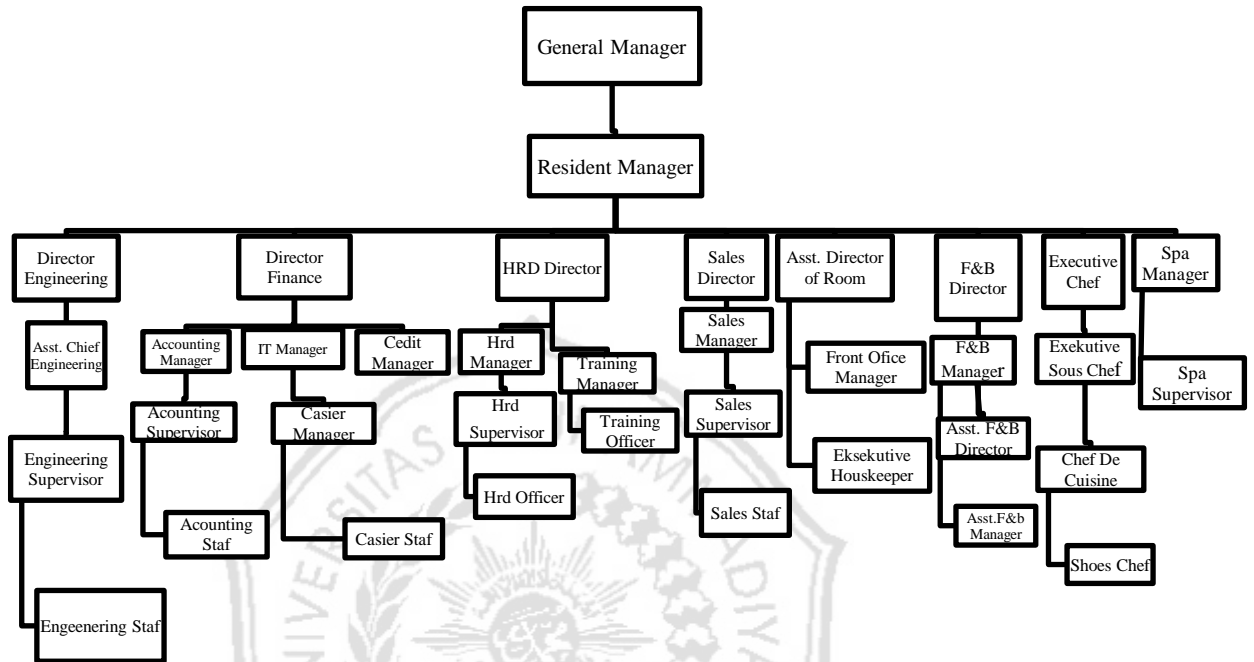 General Manager
Resident Manager
Director
Engineering
Director
Finance
HRD Director
Sales
Director
Asst. Director
of Room
F&B
Director
Executive
Chef
Spa
Manager
Asst. Chief
Engineering
Accounting
Manager
IT Manager
Cedit
Manager
Hrd
Manager
Training
Manager
Sales
Manager
Front Ofice
Manager
F&B
Manager
Exekutive
Sous Chef
Spa
Supervisor
Engineering
Supervisor
Acounting
Supervisor
Casier
Manager
Hrd
Supervisor
Training
Officer
Sales
Supervisor
Eksekutive
Houskeeper
Asst. F&B
Director
Chef De
Cuisine
Acounting
Staf
Casier Staf
Hrd Officer
Sales Staf
Asst.F&b
Manager
Shoes Chef
Engeenering Staf
UNIVERSITAS